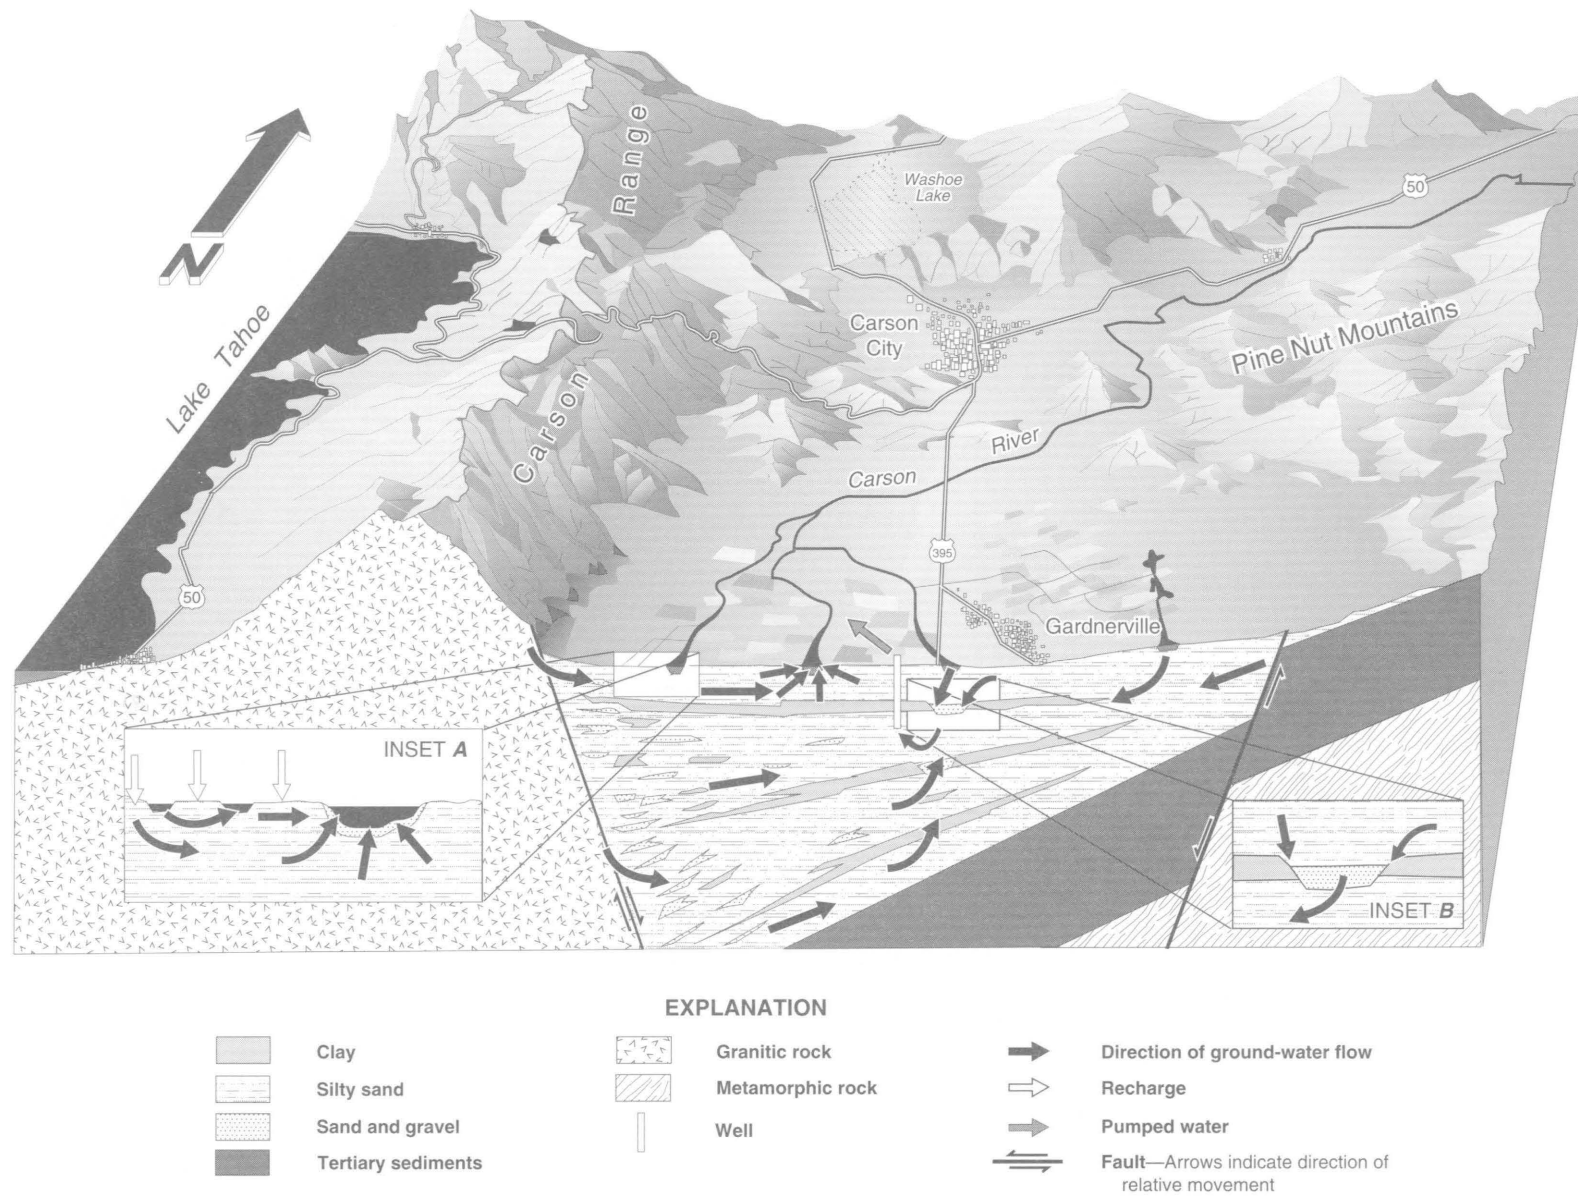 N
Lake Tahoe
Carson Range
Washoe
Lake
50
Carson
City
Pine Nut Mountains
Carson River
395
50
Gardnerville
INSET A
INSET B
EXPLANATION
Clay
Silty sand
Sand and gravel
Tertiary sediments
Granitic rock
Metamorphic rock
Well
Direction of ground-water flow
Recharge
Pumped water
Fault—Arrows indicate direction of
relative movement